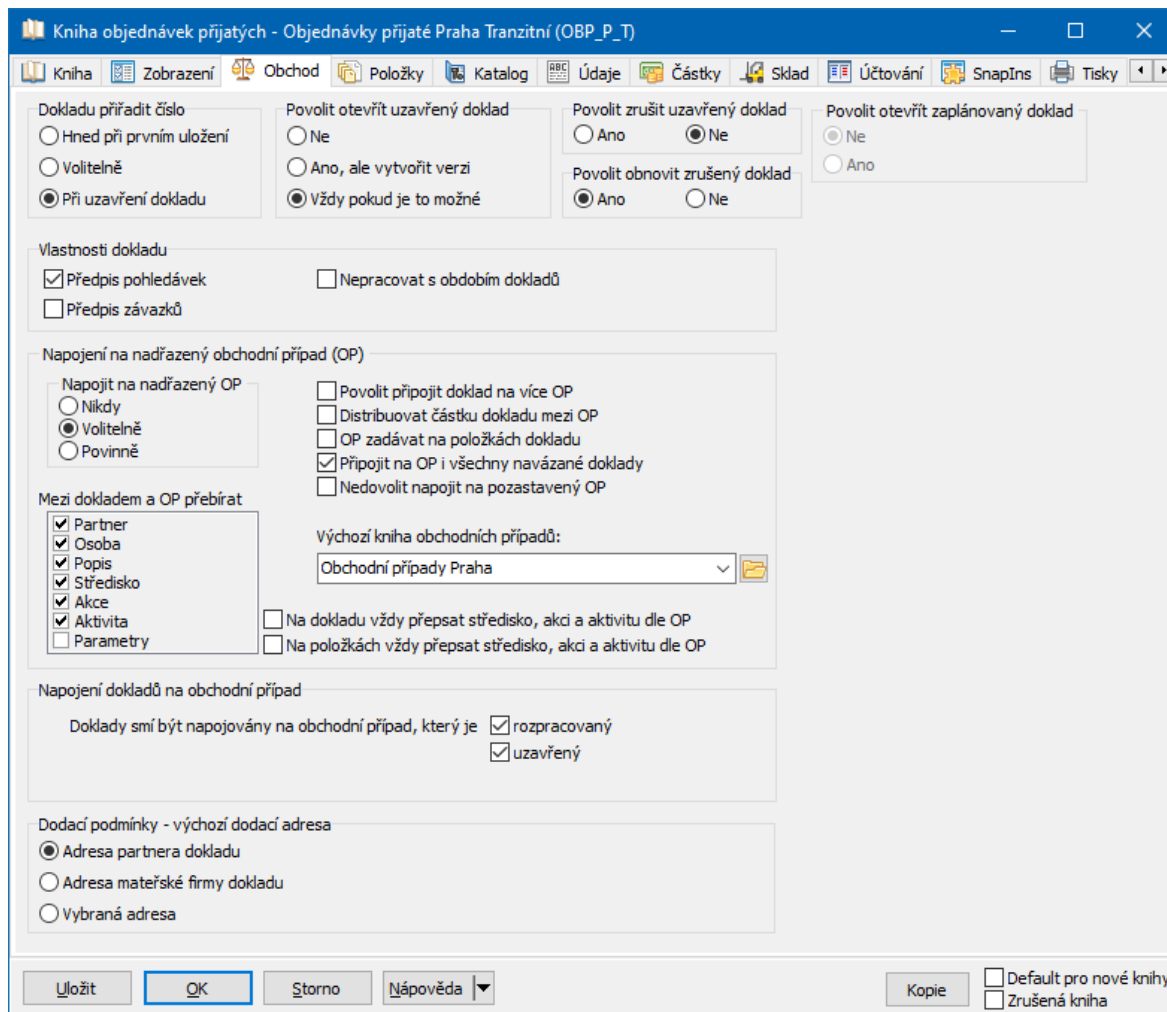 Kniha objednávek přijatých - Objednávky přijaté Praha Tranzitní (OBP_P_T)
Kniha Zobrazení Obchod Položky Katalog Údaje Částky Sklad Účtování SnapIns Tisky
Dokladu přiřadit číslo
Hned při prvním uložení
Volitelně
Při uzavření dokladu
Povolit otevřít uzavřený doklad
Ne
Ano, ale vytvořit verzi
Vždy pokud je to možné
Povolit zrušit uzavřený doklad
Ano Ne
Povolit obnovit zrušený doklad
Ano Ne
Povolit otevřít zaplánovaný doklad
Ne
Ano
Vlastnosti dokladu
Předpis pohledávek
Nepracovat s obdobím dokladů
Předpis závazků
Napojení na nadřazený obchodní případ (OP)
Napojit na nadřazený OP
Nikdy
Volitelně
Povinně
Povolit připojit doklad na více OP
Distribuovat částku dokladu mezi OP
OP zadávat na položkách dokladu
Připojit na OP i všechny navázané doklady
Nedovolit napojit na pozastavený OP
Mezi dokladem a OP přebírat
Partner
Osoba
Popis
Středisko
Akce
Aktivita
Parametry
Výchozí kniha obchodních případů:
Obchodní případy Praha
Na dokladu vždy přepsat středisko, akci a aktivitu dle OP
Na položkách vždy přepsat středisko, akci a aktivitu dle OP
Napojení dokladů na obchodní případ
Doklady smí být napojovány na obchodní případ, který je rozpracovaný
uzavřený
Dodací podmínky - výchozí dodací adresa
Adresa partnera dokladu
Adresa mateřské firmy dokladu
Vybraná adresa
Uložit OK Storno Nápověda Kopie
Default pro nové knihy
Zrušená kniha